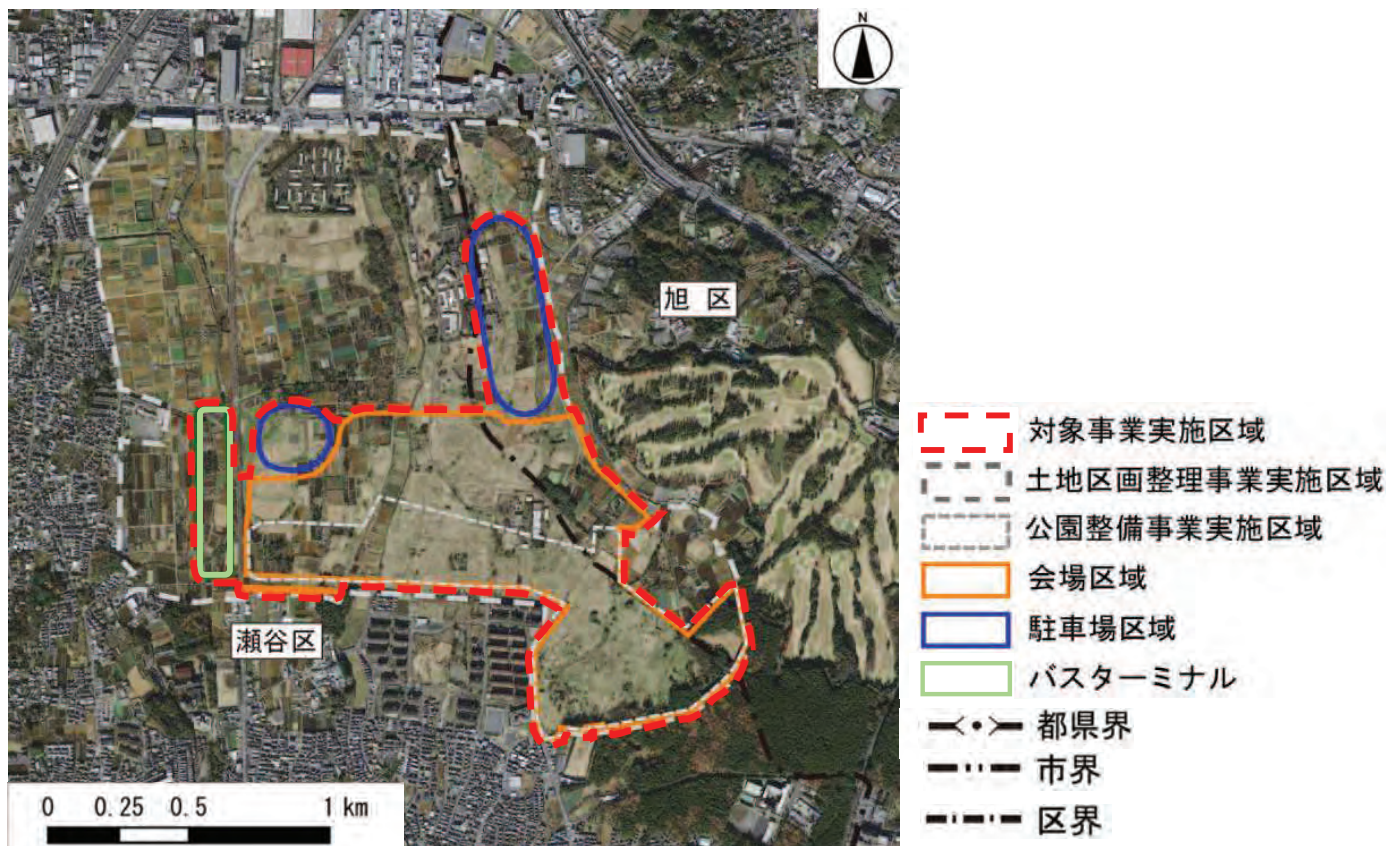 N
旭 区
瀬谷区
0 0.25 0.5 1 km
対象事業実施区域
土地区画整理事業実施区域
公園整備事業実施区域
会場区域
駐車場区域
バスターミナル
都県界
市界
区界